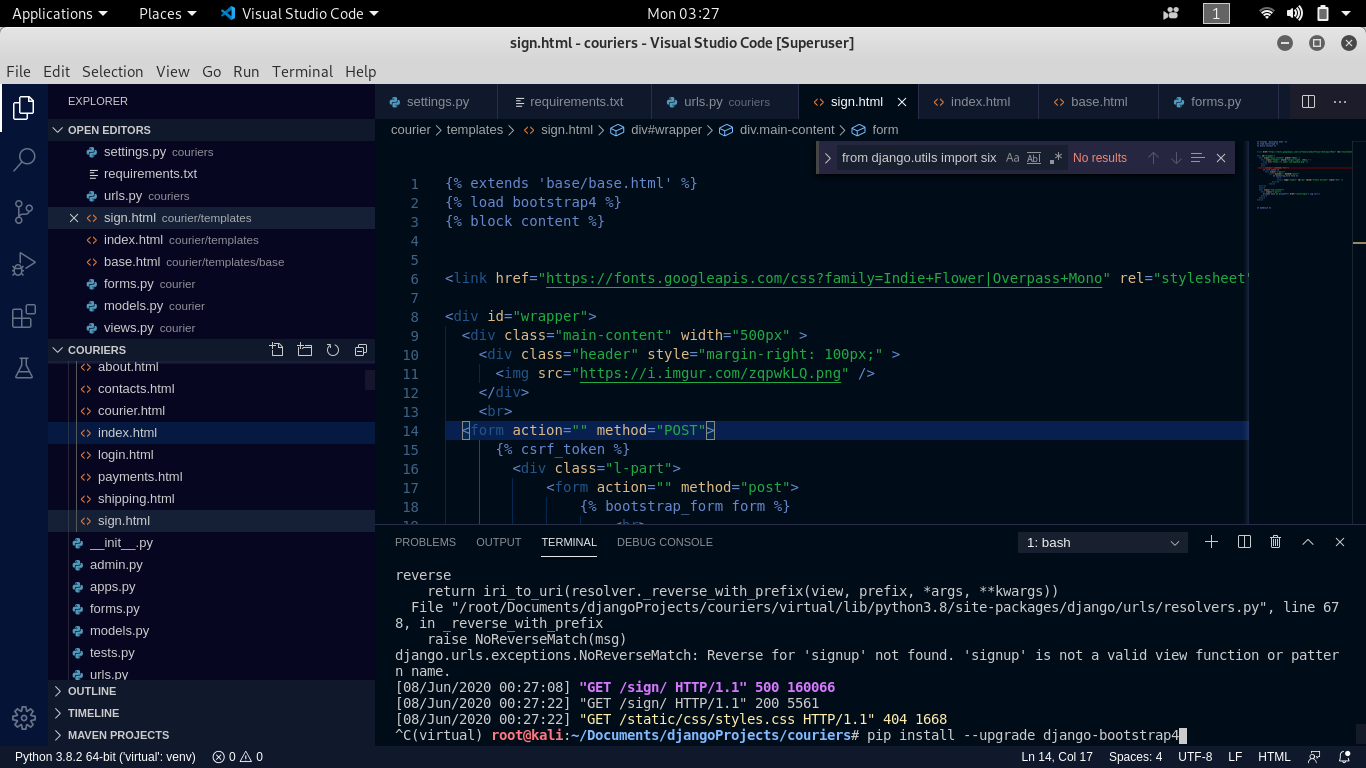 Applications Places Visual Studio Code Mon 03:27 1
sign.html - couriers - Visual Studio Code [Superuser]
File Edit Selection View Go Run Terminal Help
EXPLORER
OPEN EDITORS
settings.py couriers
requirements.txt
urls.py couriers
sign.html courier/templates
index.html courier/templates
base.html courier/templates/base
forms.py courier
models.py courier
views.py courier
COURIERS
about.html
contacts.html
courier.html
index.html
login.html
payments.html
shipping.html
sign.html
__init__.py
admin.py
apps.py
forms.py
models.py
tests.py
urls.py
OUTLINE
TIMELINE
MAVEN PROJECTS
settings.py requirements.txt urls.py couriers sign.html index.html base.html forms.py
courier > templates > sign.html > div#wrapper > div.main-content > form
from django.utils import six Aa Abl .* No results
1 {% extends 'base/base.html' %}
2 {% load bootstrap4 %}
3 {% block content %}
4
5
6 <link href="https://fonts.googleapis.com/css?family=Indie+Flower|Overpass+Mono" rel="stylesheet"
7
8 <div id="wrapper">
9 <div class="main-content" width="500px" >
10 <div class="header" style="margin-right: 100px;" >
11 <img src="https://i.imgur.com/zqpwkLQ.png" />
12 </div>
13 <br>
14 <form action="" method="POST">
15 {% csrf_token %}
16 <div class="l-part">
17 <form action="" method="post">
18 {% bootstrap_form form %}
19 <br>
PROBLEMS OUTPUT TERMINAL DEBUG CONSOLE 1: bash
reverse
return iri_to_uri(resolver._reverse_with_prefix(view, prefix, *args, **kwargs))
File "/root/Documents/djangoProjects/couriers/virtual/lib/python3.8/site-packages/django/urls/resolvers.py", line 67
8, in _reverse_with_prefix
raise NoReverseMatch(msg)
django.urls.exceptions.NoReverseMatch: Reverse for 'signup' not found. 'signup' is not a valid view function or patter
n name.
[08/Jun/2020 00:27:08] "GET /sign/ HTTP/1.1" 500 160066
[08/Jun/2020 00:27:22] "GET /sign/ HTTP/1.1" 200 5561
[08/Jun/2020 00:27:22] "GET /static/css/styles.css HTTP/1.1" 404 1668
^C(virtual) root@kali:~/Documents/djangoProjects/couriers# pip install --upgrade django-bootstrap4
Python 3.8.2 64-bit ('virtual': venv) 0 0 Ln 14, Col 17 Spaces: 4 UTF-8 LF HTML